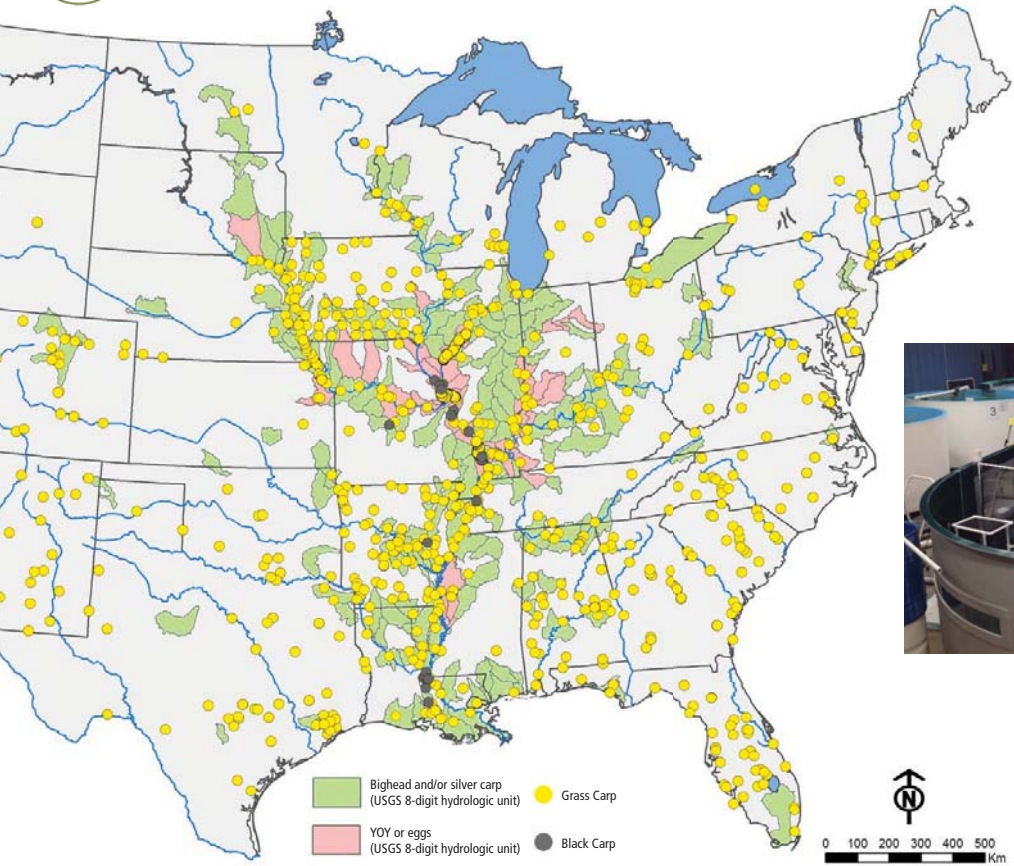 3
Bighead and/or silver carp
(USGS 8-digit hydrologic unit)
Grass Carp
YOY or eggs
(USGS 8-digit hydrologic unit)
Black Carp
N
0 100 200 300 400 500
Km